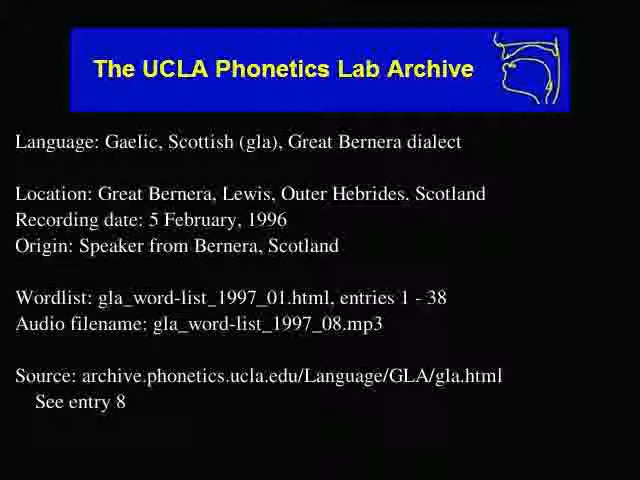 The UCLA Phonetics Lab Archive
Language: Gaelic, Scottish (gla), Great Bernera dialect
Location: Great Bernera, Lewis, Outer Hebrides. Scotland
Recording date: 5 February, 1996
Origin: Speaker from Bernera, Scotland
Wordlist: gla_word-list_1997_01.html, entries 1 - 38
Audio filename: gla_word-list_1997_08.mp3
Source: archive.phonetics.ucla.edu/Language/GLA/gla.html
See entry 8